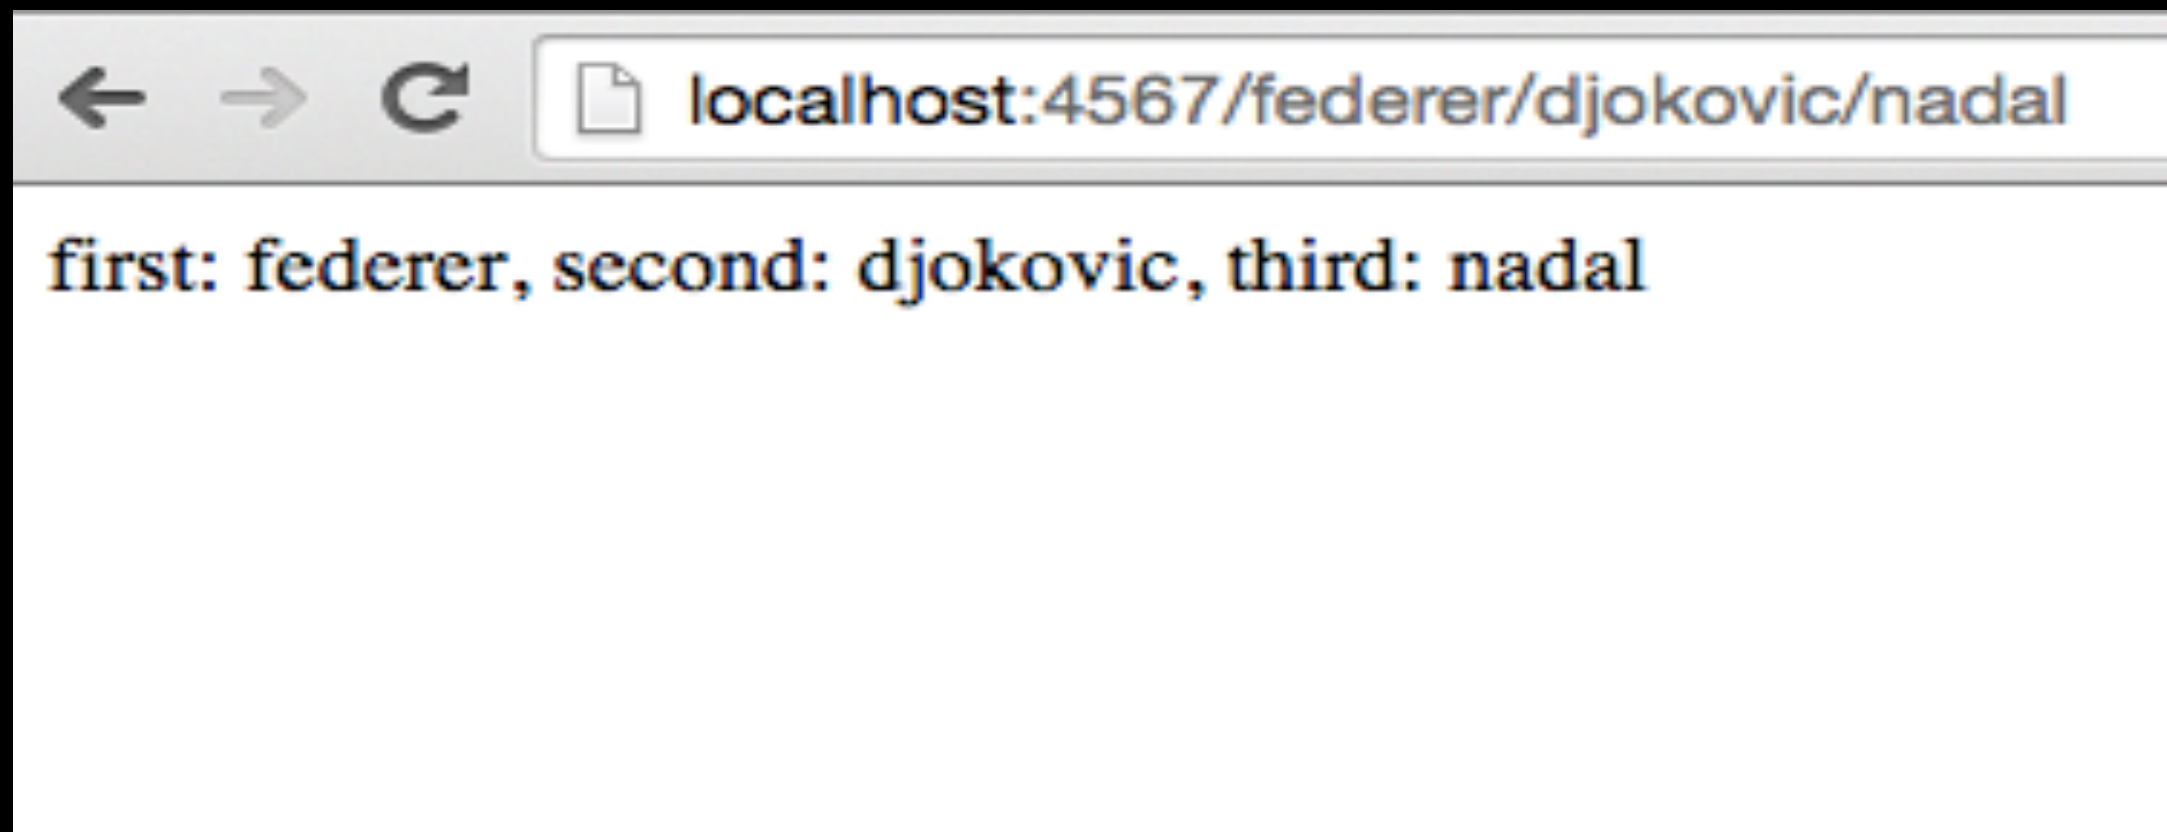 localhost:4567/federer/djokovic/nadal
first: federer, second: djokovic, third: nadal